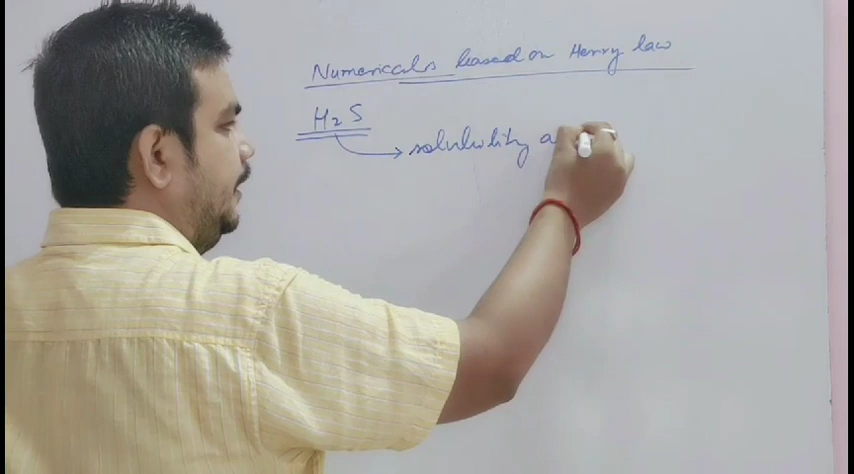 Numericals based on Henry law
H₂S
→ solubility a